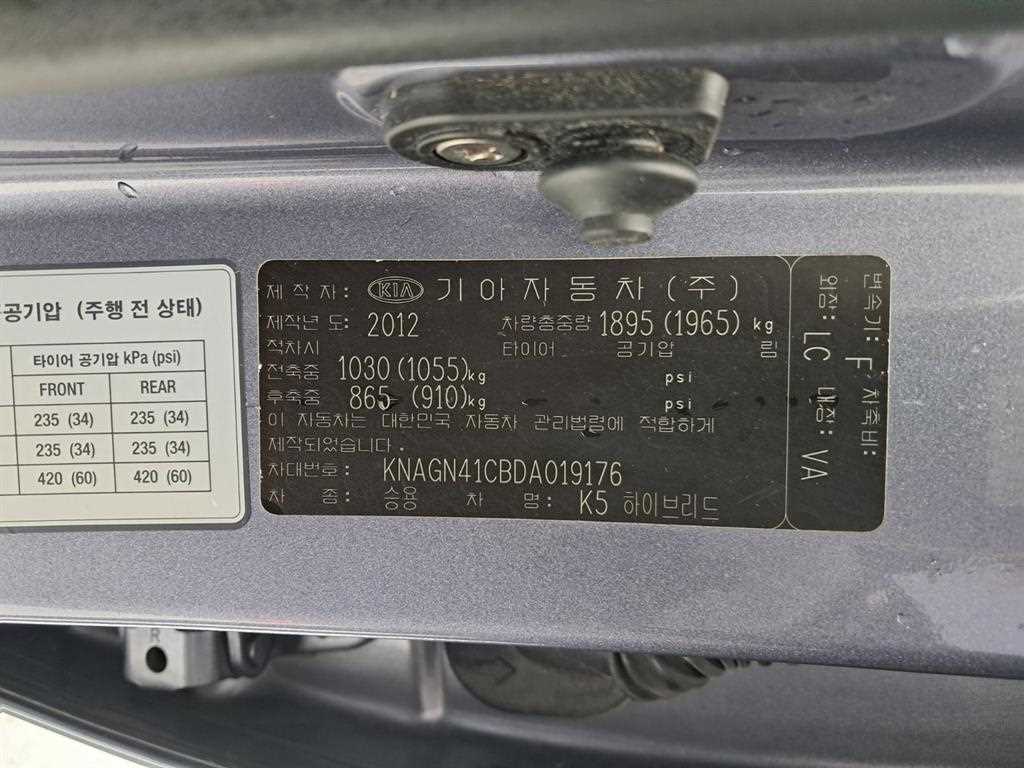 공기압 (주행 전 상태)
타이어 공기압 kPa (psi)
FRONT REAR
235 (34) 235 (34)
235 (34) 235 (34)
420 (60) 420 (60)
제 작 자: KIA 기아자동차(주)
제작년 도: 2012 차량총중량 1895(1965) kg
적차시 타이어 공기압 림
전축중 1030(1055)kg psi
후축중 865 (910)kg psi
이 자동차는 대한민국 자동차 관리법령에 적합하게
제작되었습니다.
차대번호: KNAGN41CBDA019176
차 종: 승용 차 명: K5 하이브리드
변속기: F 저축비:
외장: LC 내장: VA
R